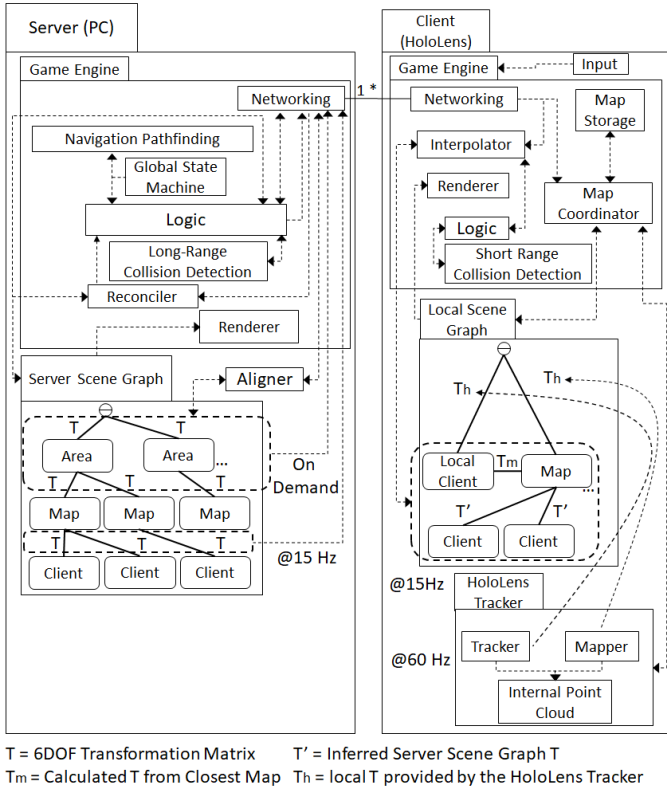 Server (PC)
Game Engine
Networking
Navigation Pathfinding
Global State
Machine
Logic
Long-Range
Collision Detection
Reconciler
Renderer
Server Scene Graph
Aligner
T
T
Area
Area
...
T
T
T
On
Demand
Map
Map
Map
T
T
T
@15 Hz
Client
Client
Client
1 *
Client
(HoloLens)
Game Engine
Input
Networking
Map
Storage
Interpolator
Renderer
Map
Coordinator
Logic
Short Range
Collision Detection
Local Scene
Graph
Th
Th
Local
Client
Tm
Map
...
T'
T'
Client
Client
@15Hz
HoloLens
Tracker
@60 Hz
Tracker
Mapper
Internal Point
Cloud
T = 6DOF Transformation Matrix
T' = Inferred Server Scene Graph T
Tm = Calculated T from Closest Map
Th = local T provided by the HoloLens Tracker